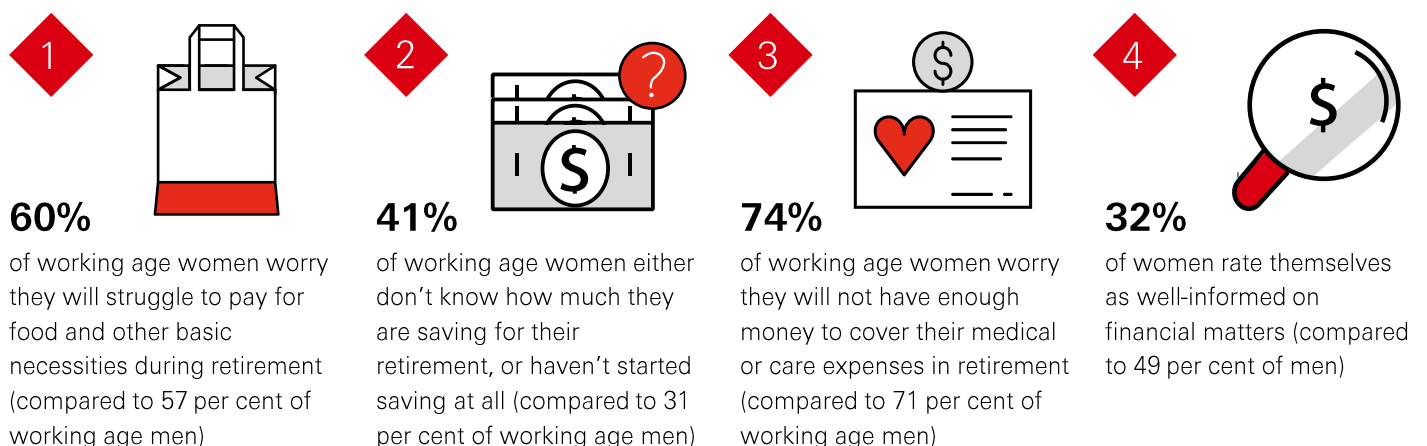 1
60%
of working age women worry
they will struggle to pay for
food and other basic
necessities during retirement
(compared to 57 per cent of
working age men)
2
?
$
41%
of working age women either
don't know how much they
are saving for their
retirement, or haven't started
saving at all (compared to 31
per cent of working age men)
3
$
74%
of working age women worry
they will not have enough
money to cover their medical
or care expenses in retirement
(compared to 71 per cent of
working age men)
4
$
32%
of women rate themselves
as well-informed on
financial matters (compared
to 49 per cent of men)